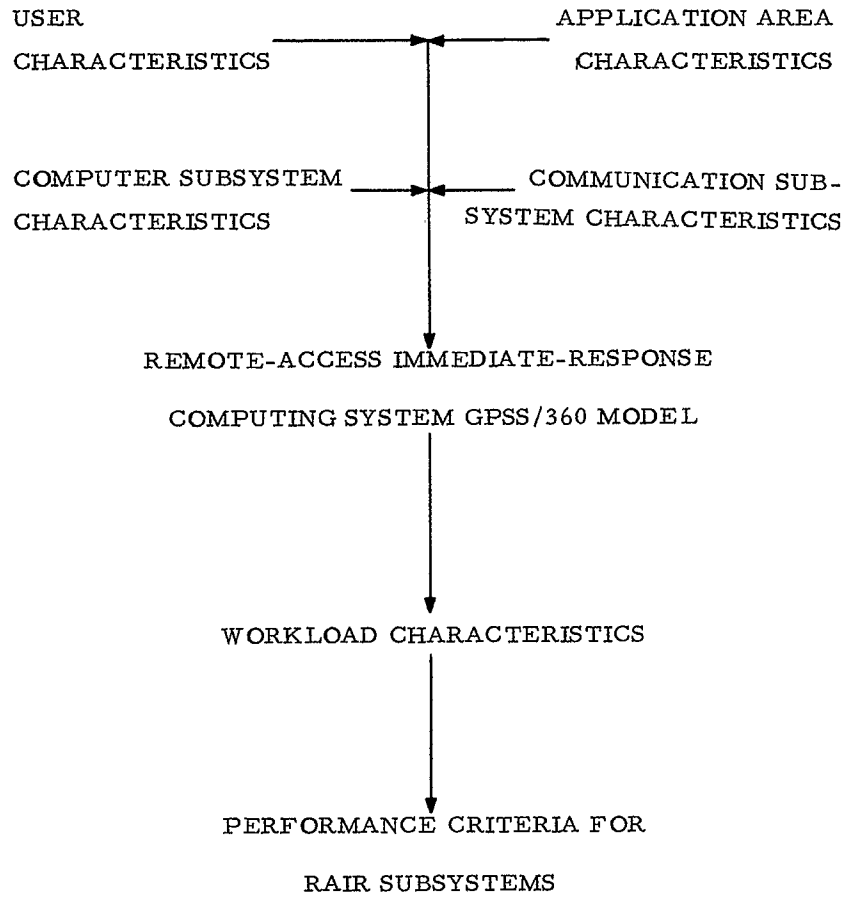 USER
CHARACTERISTICS
APPLICATION AREA
CHARACTERISTICS
COMPUTER SUBSYSTEM
CHARACTERISTICS
COMMUNICATION SUB-
SYSTEM CHARACTERISTICS
REMOTE-ACCESS IMMEDIATE-RESPONSE
COMPUTING SYSTEM GPSS/360 MODEL
WORKLOAD CHARACTERISTICS
PERFORMANCE CRITERIA FOR
RAIR SUBSYSTEMS